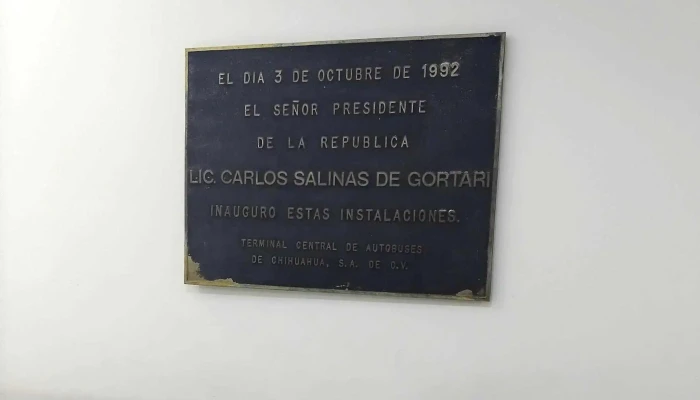 EL DIA 3 DE OCTUBRE DE 1992
EL SEÑOR PRESIDENTE
DE LA REPUBLICA
LIC. CARLOS SALINAS DE GORTARI
INAUGURO ESTAS INSTALACIONES.
TERMINAL CENTRAL DE AUTOBUSES
DE CHIHUAHUA, S.A. DE C.V.